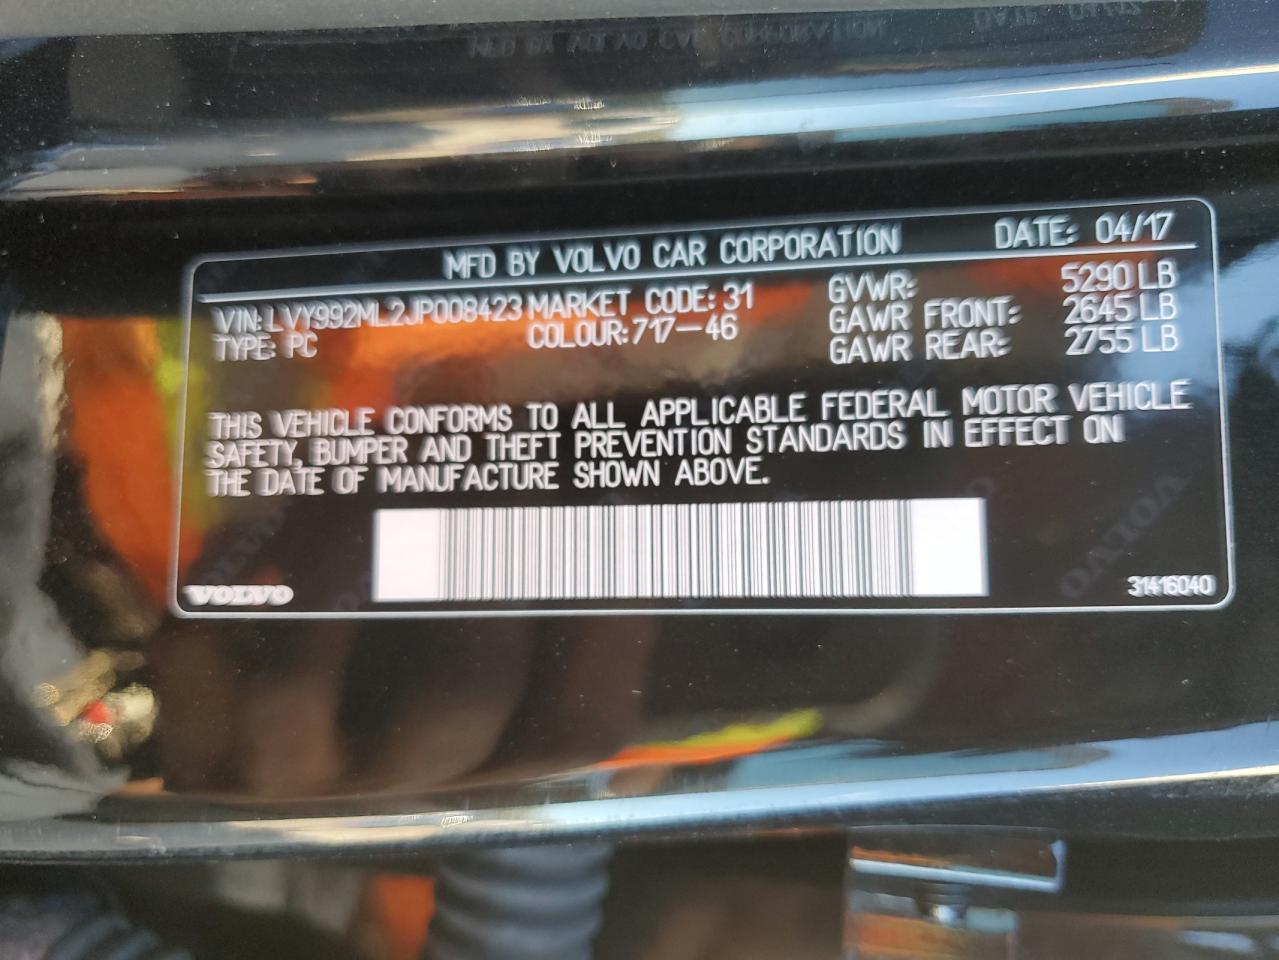 MFD BY VOLVO CAR CORPORATION DATE: 04/17
VIN: LVY992ML2JP008423 MARKET CODE: 31 GVWR: 5290 LB
TYPE: PC COLOUR: 717-46 GAWR FRONT: 2645 LB
GAWR REAR: 2755 LB
THIS VEHICLE CONFORMS TO ALL APPLICABLE FEDERAL MOTOR VEHICLE
SAFETY, BUMPER AND THEFT PREVENTION STANDARDS IN EFFECT ON
THE DATE OF MANUFACTURE SHOWN ABOVE.
VOLVO 31416040